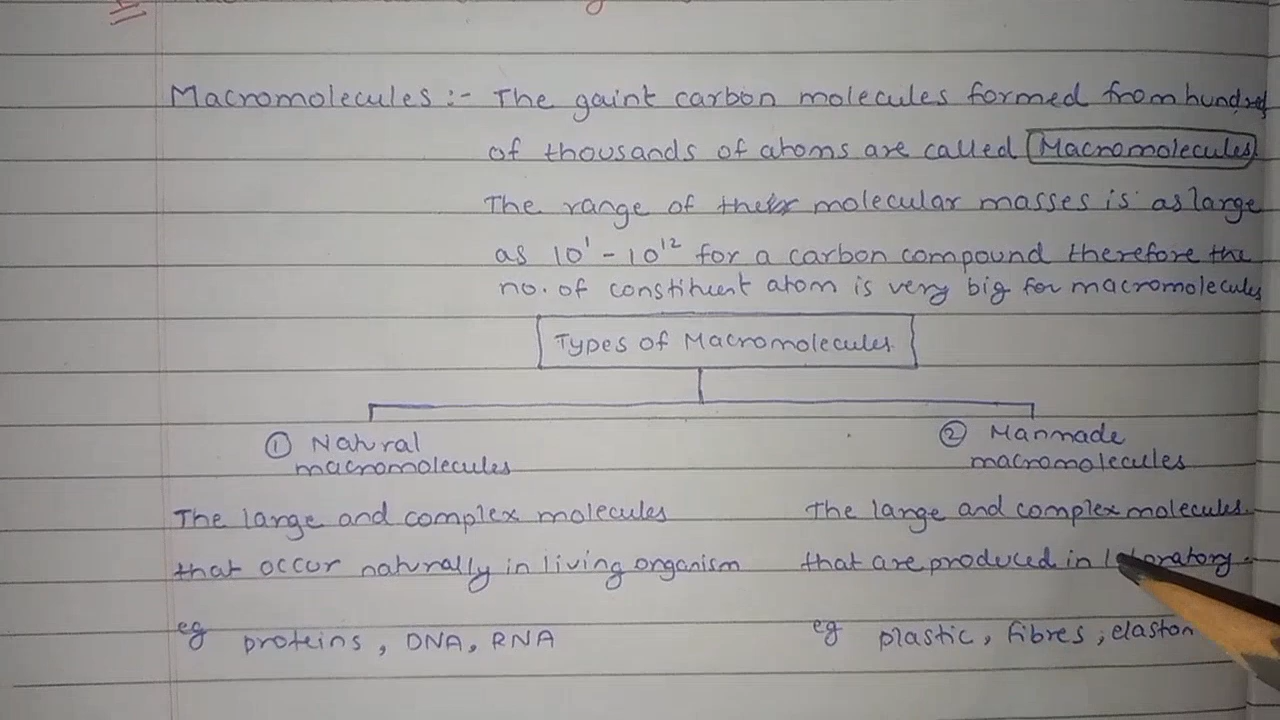 Macromolecules :- The gaint carbon molecules formed from hundred
of thousands of atoms are called Macromolecules
The range of their molecular masses is as large
as 10¹ - 10¹² for a carbon compound therefore the
no. of constituent atom is very big for macromolecules
Types of Macromolecules
① Natural
macromolecules
The large and complex molecules
that occur naturally in living organism
eg proteins, DNA, RNA
② Manmade
macromolecules
The large and complex molecules
that are produced in laboratory.
eg plastic, fibres, elaston